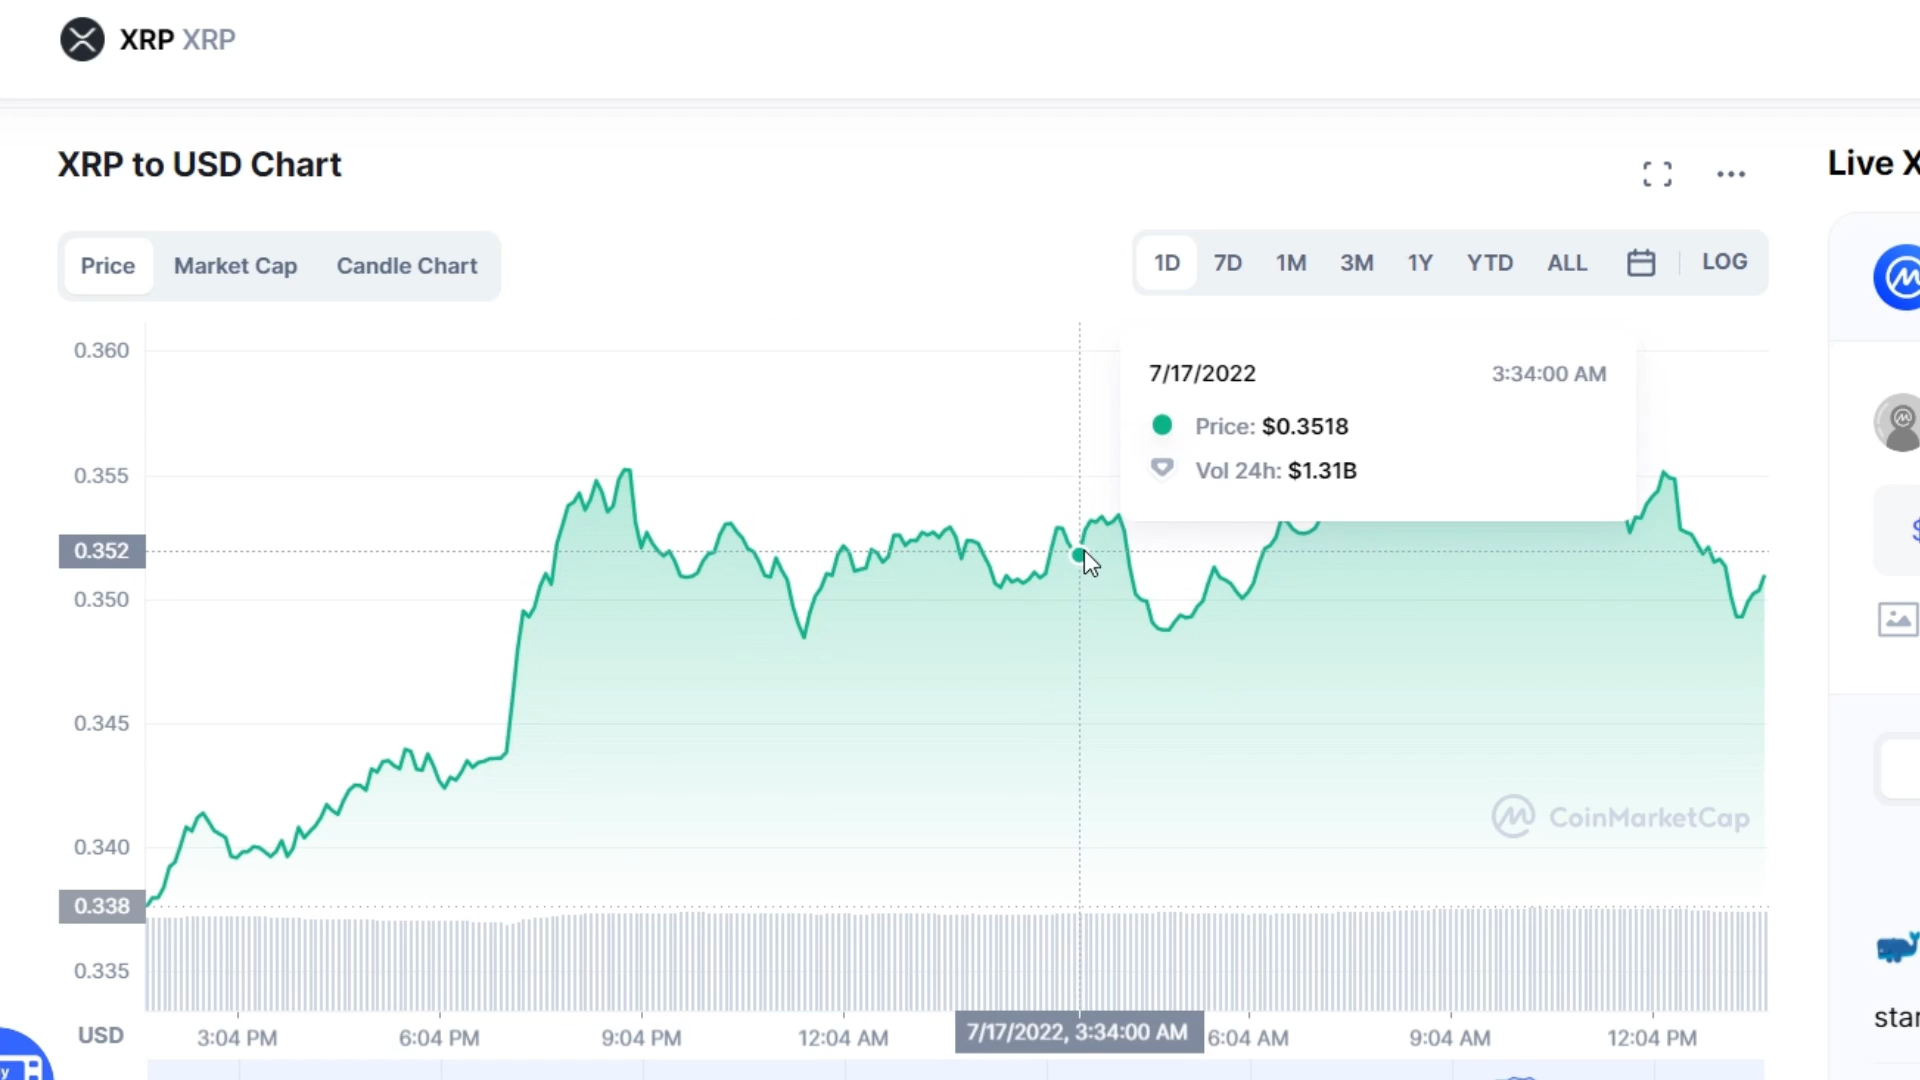 XRP XRP
XRP to USD Chart
Live X
Price Market Cap Candle Chart
1D 7D 1M 3M 1Y YTD ALL LOG
0.360
7/17/2022 3:34:00 AM
Price: $0.3518
Vol 24h: $1.31B
0.355
0.352
0.350
0.345
CoinMarketCap
0.340
0.338
0.335
USD
3:04 PM 6:04 PM 9:04 PM 12:04 AM 7/17/2022, 3:34:00 AM 6:04 AM 9:04 AM 12:04 PM